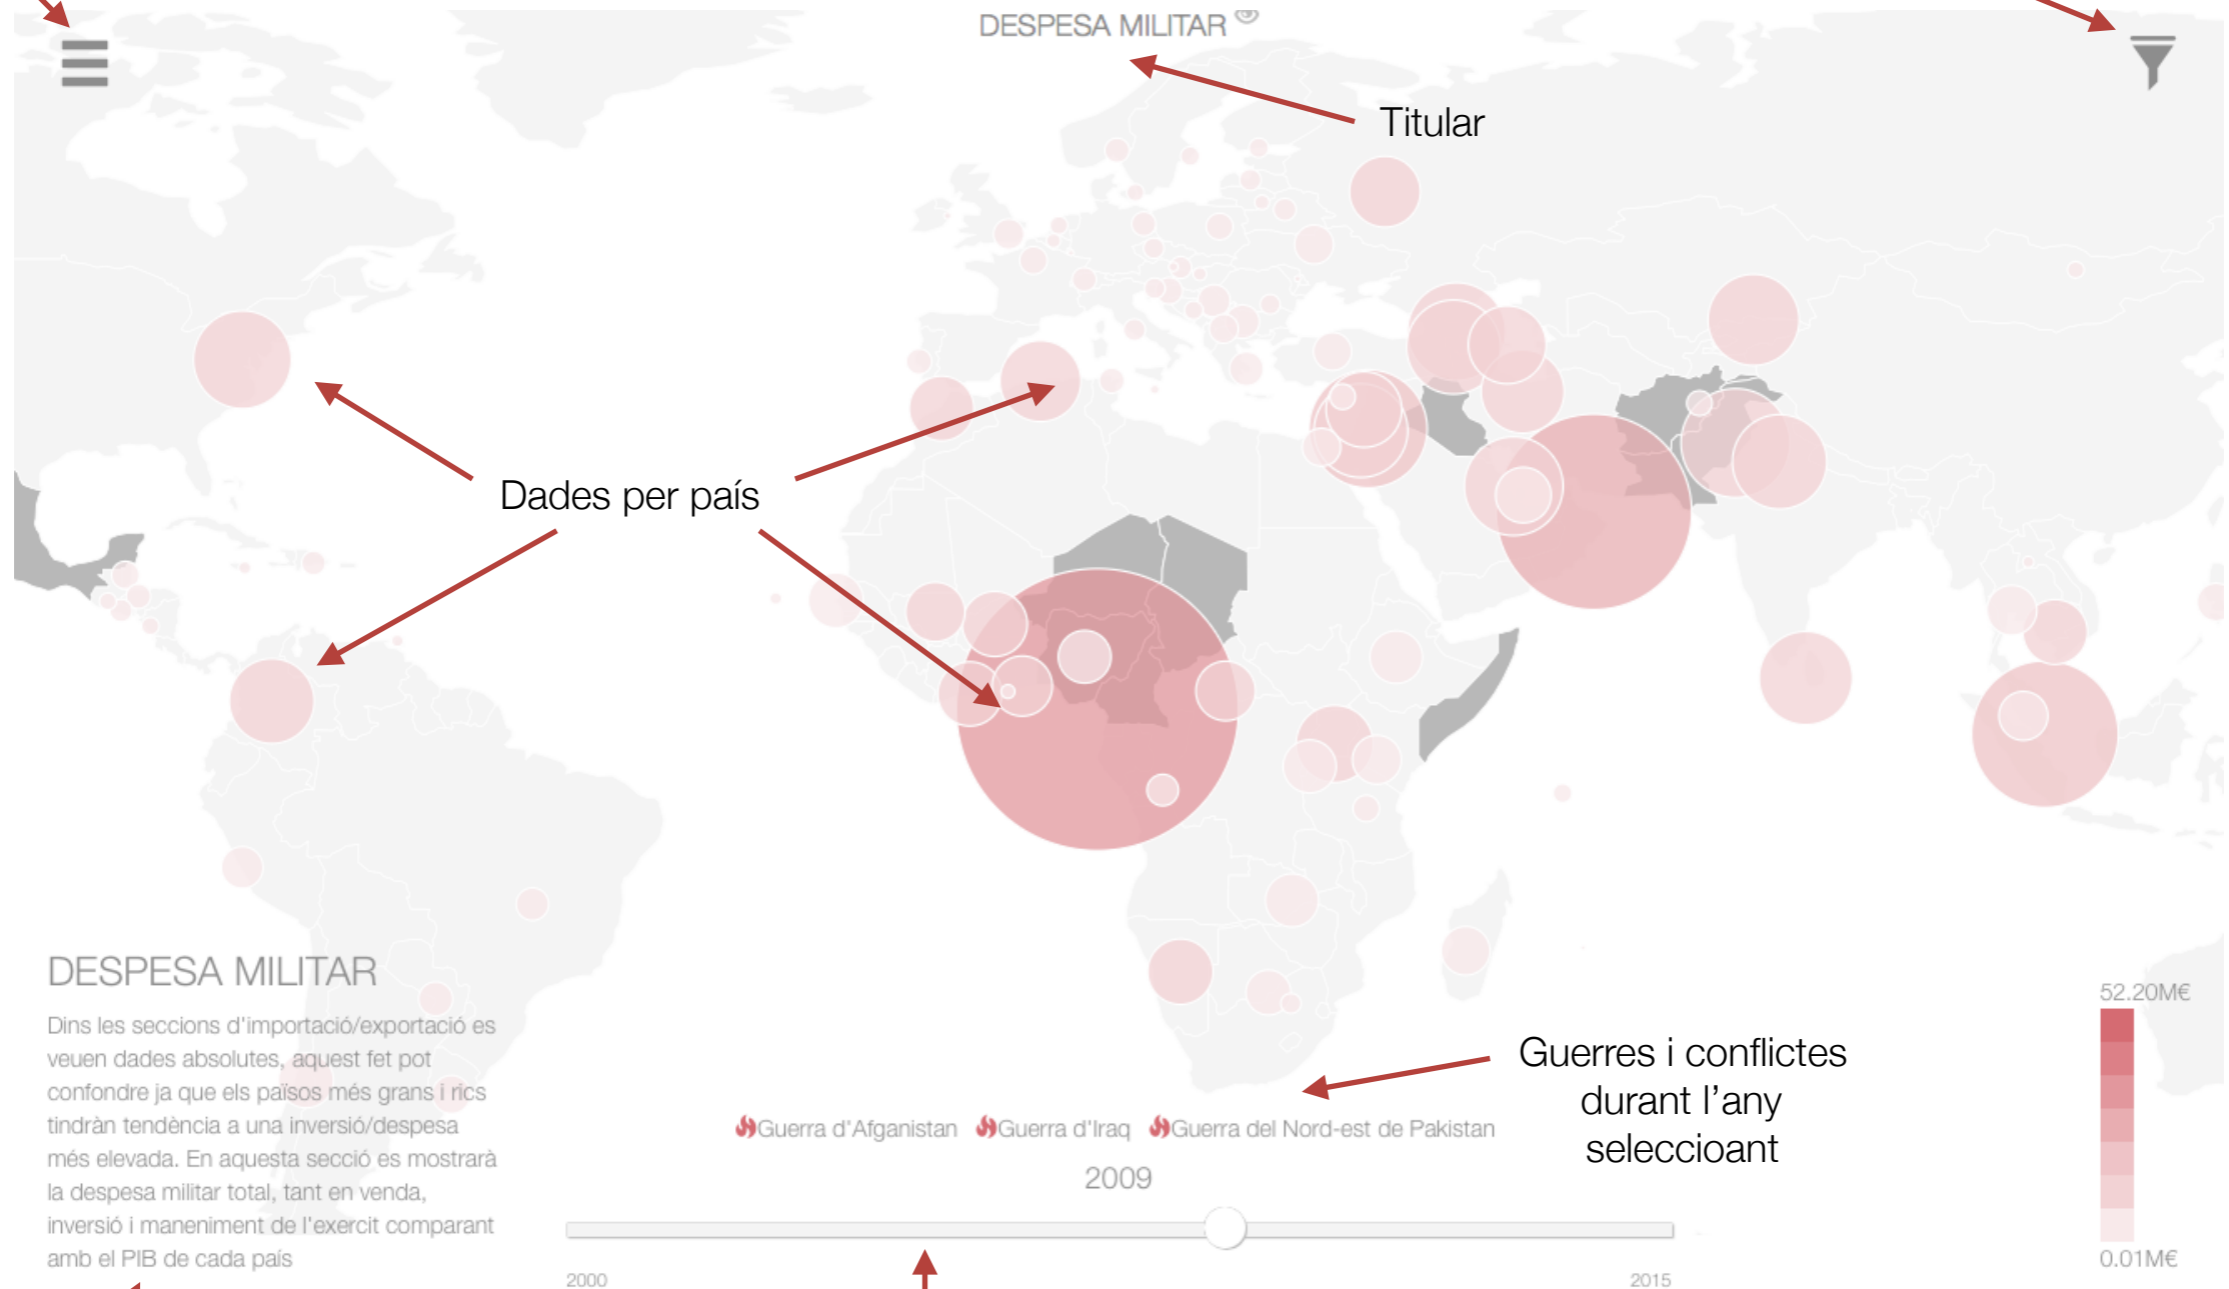 DESPESA MILITAR
Titular
Dades per país
DESPESA MILITAR
Dins les seccions d'importació/exportació es
veuen dades absolutes, aquest fet pot
confondre ja que els països més grans i rics
tindràn tendència a una inversió/despesa
més elevada. En aquesta secció es mostrarà
la despesa militar total, tant en venda,
inversió i maneniment de l'exercit comparant
amb el PIB de cada país
Guerres i conflictes
durant l'any
seleccioant
Guerra d'Afganistan Guerra d'Iraq Guerra del Nord-est de Pakistan
2009
2000
2015
52.20M€
0.01M€